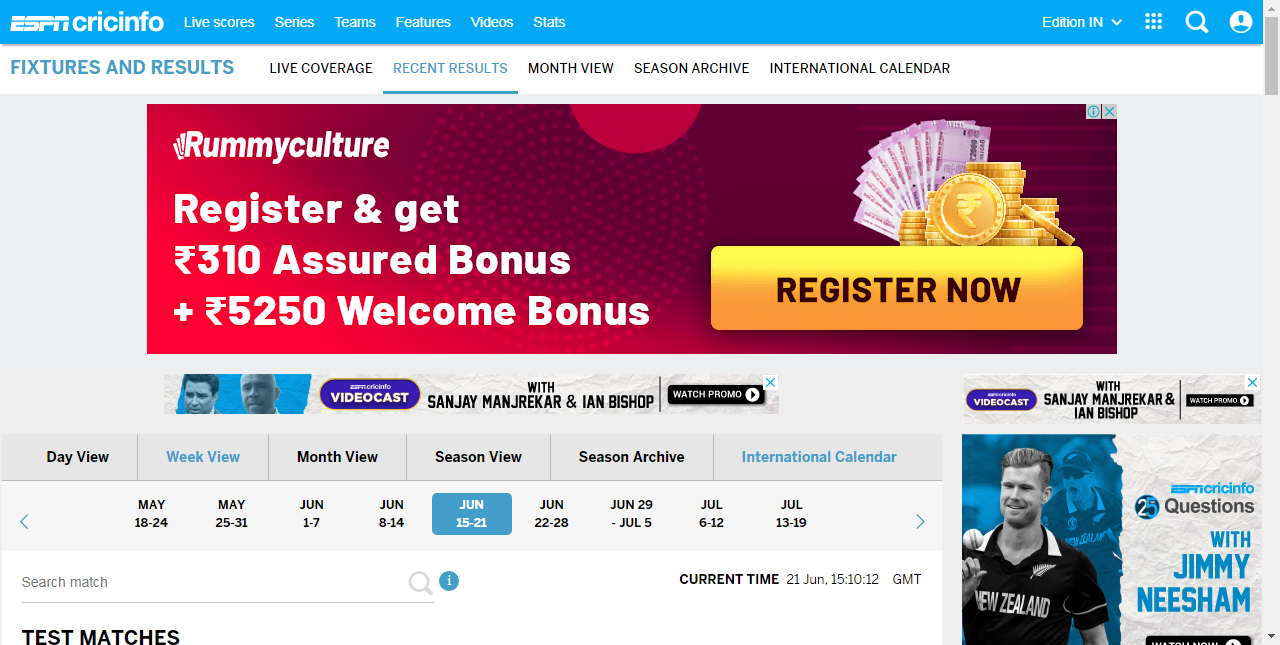 ESPN cricinfo Live scores Series Teams Features Videos Stats Edition IN
FIXTURES AND RESULTS LIVE COVERAGE RECENT RESULTS MONTH VIEW SEASON ARCHIVE INTERNATIONAL CALENDAR
Rummyculture
Register & get
₹310 Assured Bonus
+ ₹5250 Welcome Bonus
REGISTER NOW
ESPN cricinfo
VIDEOCAST
WITH
SANJAY MANJREKAR & IAN BISHOP
WATCH PROMO
ESPN cricinfo
VIDEOCAST
WITH
SANJAY MANJREKAR &
IAN BISHOP
WATCH PROMO
Day View Week View Month View Season View Season Archive International Calendar
MAY MAY JUN JUN JUN JUN JUN 29 JUL JUL
18-24 25-31 1-7 8-14 15-21 22-28 - JUL 5 6-12 13-19
Search match
i
CURRENT TIME 21 Jun, 15:10:12 GMT
TEST MATCHES
ESPN cricinfo
25 Questions
WITH
JIMMY
NEESHAM
NEW ZEALAND
WATCH NOW